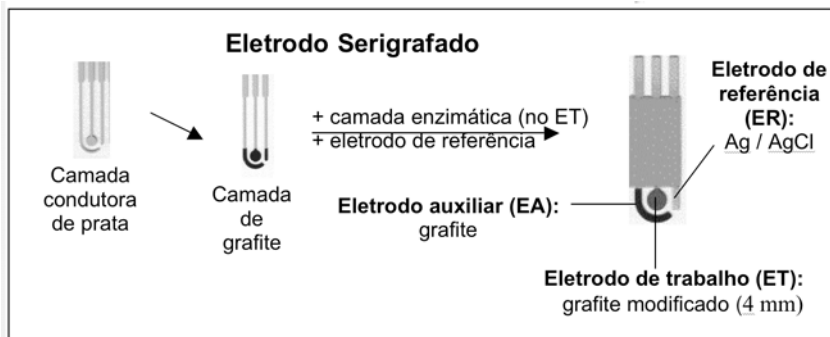 Eletrodo Serigrafado
Camada
condutora
de prata
Camada
de
grafite
+ camada enzimática (no ET)
+ eletrodo de referência
Eletrodo de
referência
(ER):
Ag / AgCl
Eletrodo auxiliar (EA):
grafite
Eletrodo de trabalho (ET):
grafite modificado (4 mm)